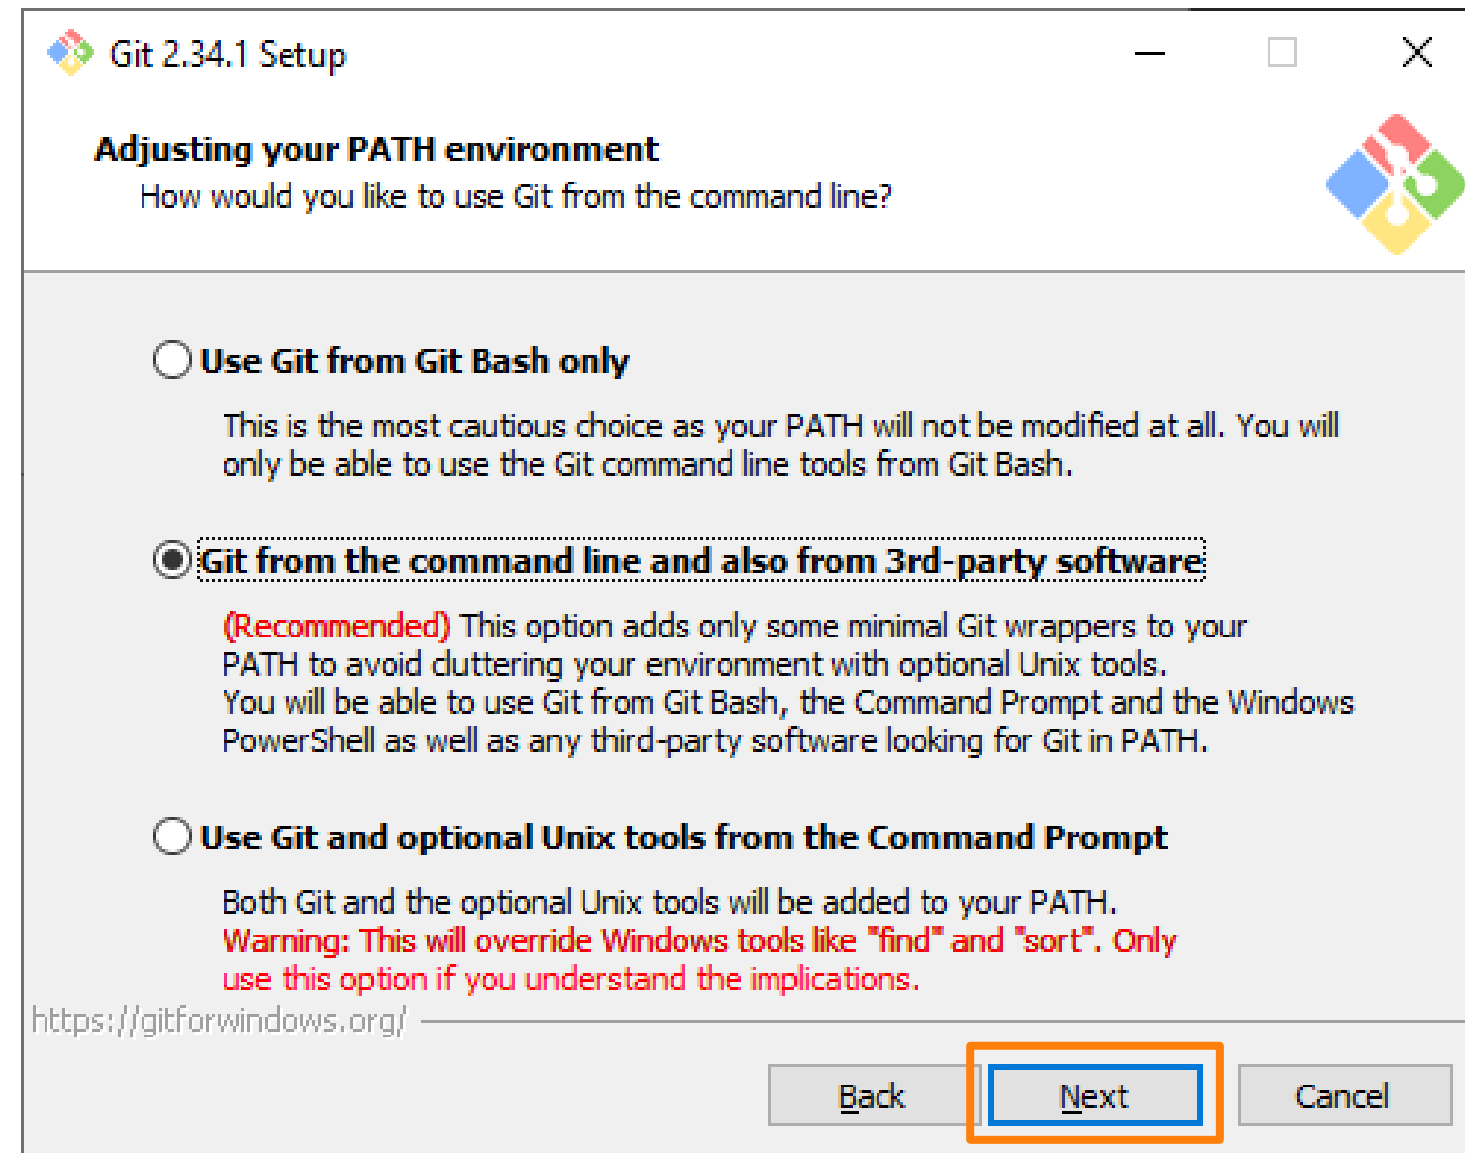 Git 2.34.1 Setup
Adjusting your PATH environment
How would you like to use Git from the command line?
Use Git from Git Bash only
This is the most cautious choice as your PATH will not be modified at all. You will
only be able to use the Git command line tools from Git Bash.
Git from the command line and also from 3rd-party software
(Recommended) This option adds only some minimal Git wrappers to your
PATH to avoid cluttering your environment with optional Unix tools.
You will be able to use Git from Git Bash, the Command Prompt and the Windows
PowerShell as well as any third-party software looking for Git in PATH.
Use Git and optional Unix tools from the Command Prompt
Both Git and the optional Unix tools will be added to your PATH.
Warning: This will override Windows tools like "find" and "sort". Only
use this option if you understand the implications.
https://gitforwindows.org/
Back Next Cancel